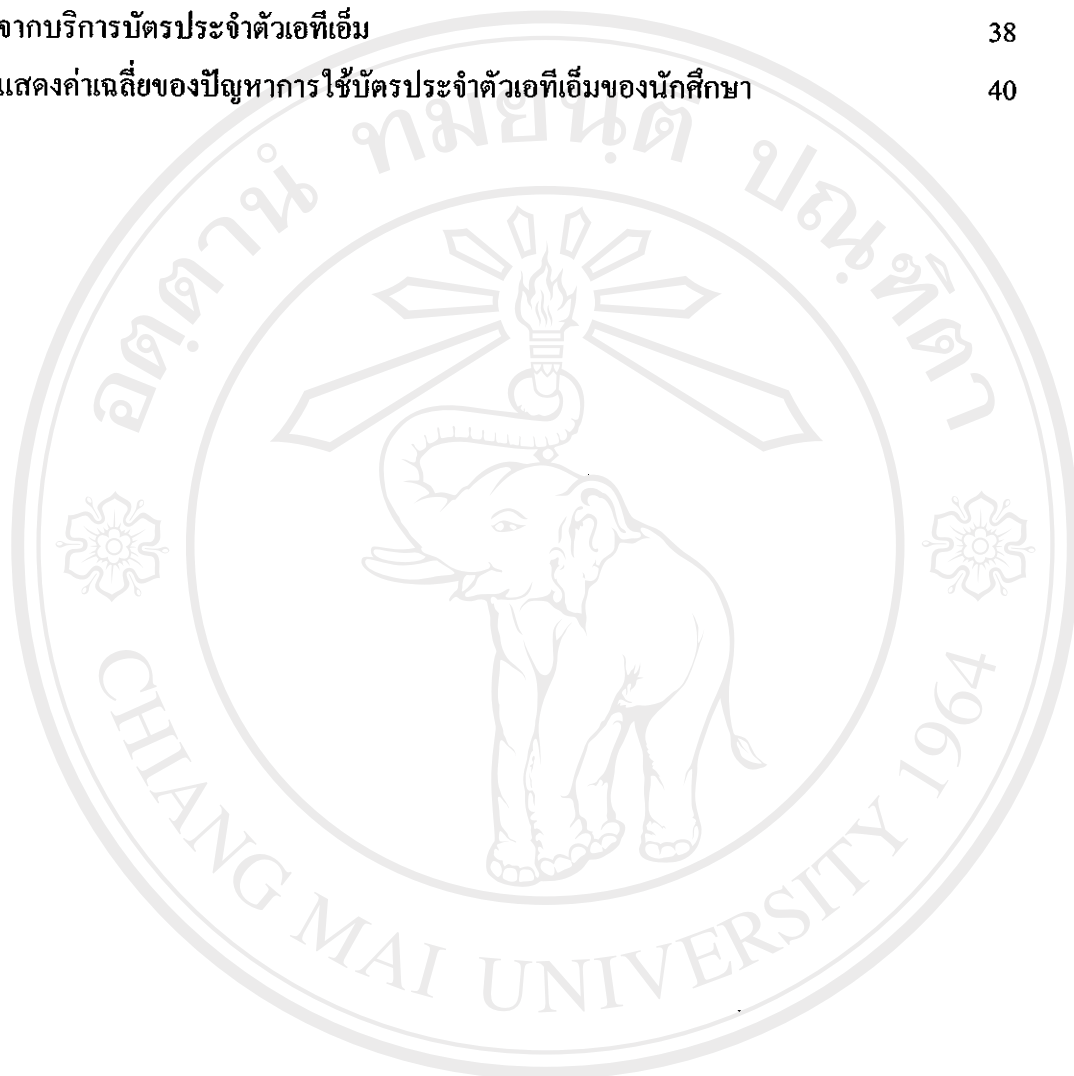 จากบริการบัตรประจำตัวเอทีเอ็ม 38
แสดงค่าเฉลี่ยของปัญหาการใช้บัตรประจำตัวเอทีเอ็มของนักศึกษา 40
อตฺตานํ ทมยนฺติ ปณฺฑิตา
CHIANG MAI UNIVERSITY 1964